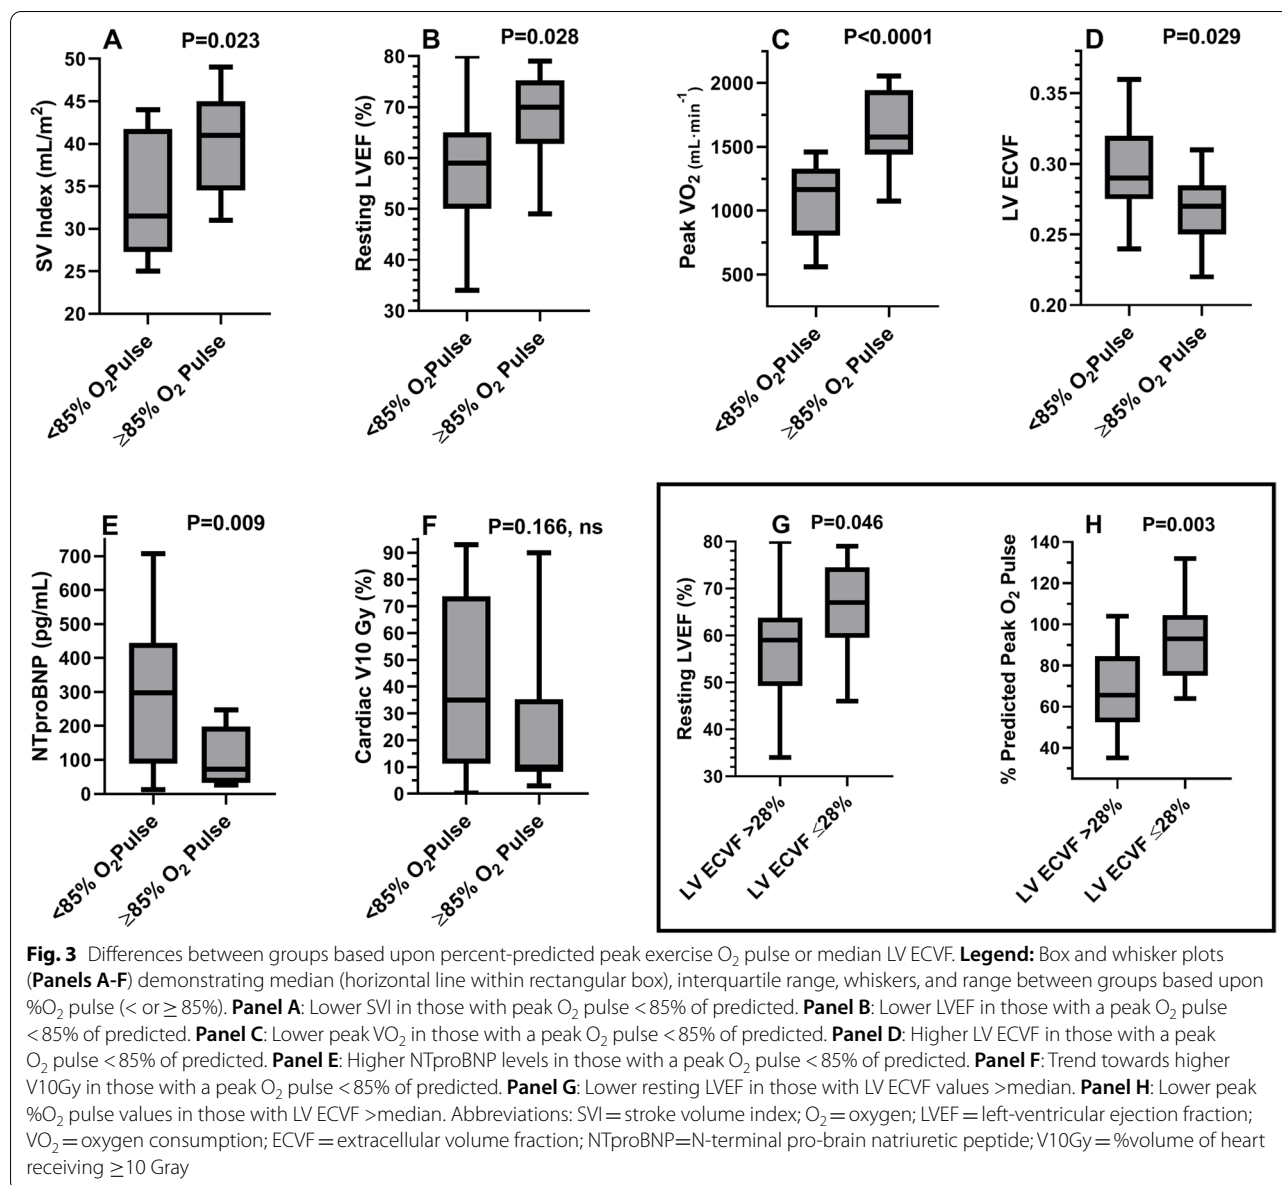 A P=0.023
SV Index (mL/m²)
50
45
40
35
30
25
20
<85% O₂Pulse
≥85% O₂ Pulse
B P=0.028
Resting LVEF (%)
80
70
60
50
40
30
<85% O₂Pulse
≥85% O₂ Pulse
C P<0.0001
Peak VO₂ (mL·min⁻¹)
2000
1500
1000
500
<85% O₂Pulse
≥85% O₂ Pulse
D P=0.029
LV ECVF
0.35
0.30
0.25
0.20
<85% O₂Pulse
≥85% O₂ Pulse
E P=0.009
NTproBNP (pg/mL)
700
600
500
400
300
200
100
0
<85% O₂Pulse
≥85% O₂ Pulse
F P=0.166, ns
Cardiac V10 Gy (%)
90
80
70
60
50
40
30
20
10
0
<85% O₂Pulse
≥85% O₂ Pulse
G P=0.046
Resting LVEF (%)
80
70
60
50
40
30
LV ECVF >28%
LV ECVF ≤28%
H P=0.003
% Predicted Peak O₂ Pulse
140
120
100
80
60
40
LV ECVF >28%
LV ECVF ≤28%
Fig. 3 Differences between groups based upon percent-predicted peak exercise O₂ pulse or median LV ECVF. Legend: Box and whisker plots
(Panels A-F) demonstrating median (horizontal line within rectangular box), interquartile range, whiskers, and range between groups based upon
%O₂ pulse (< or ≥ 85%). Panel A: Lower SVI in those with peak O₂ pulse < 85% of predicted. Panel B: Lower LVEF in those with a peak O₂ pulse
< 85% of predicted. Panel C: Lower peak VO₂ in those with a peak O₂ pulse < 85% of predicted. Panel D: Higher LV ECVF in those with a peak
O₂ pulse < 85% of predicted. Panel E: Higher NTproBNP levels in those with a peak O₂ pulse < 85% of predicted. Panel F: Trend towards higher
V10Gy in those with a peak O₂ pulse < 85% of predicted. Panel G: Lower resting LVEF in those with LV ECVF values >median. Panel H: Lower peak
%O₂ pulse values in those with LV ECVF >median. Abbreviations: SVI = stroke volume index; O₂ = oxygen; LVEF = left-ventricular ejection fraction;
VO₂ = oxygen consumption; ECVF = extracellular volume fraction; NTproBNP=N-terminal pro-brain natriuretic peptide; V10Gy = %volume of heart
receiving ≥10 Gray